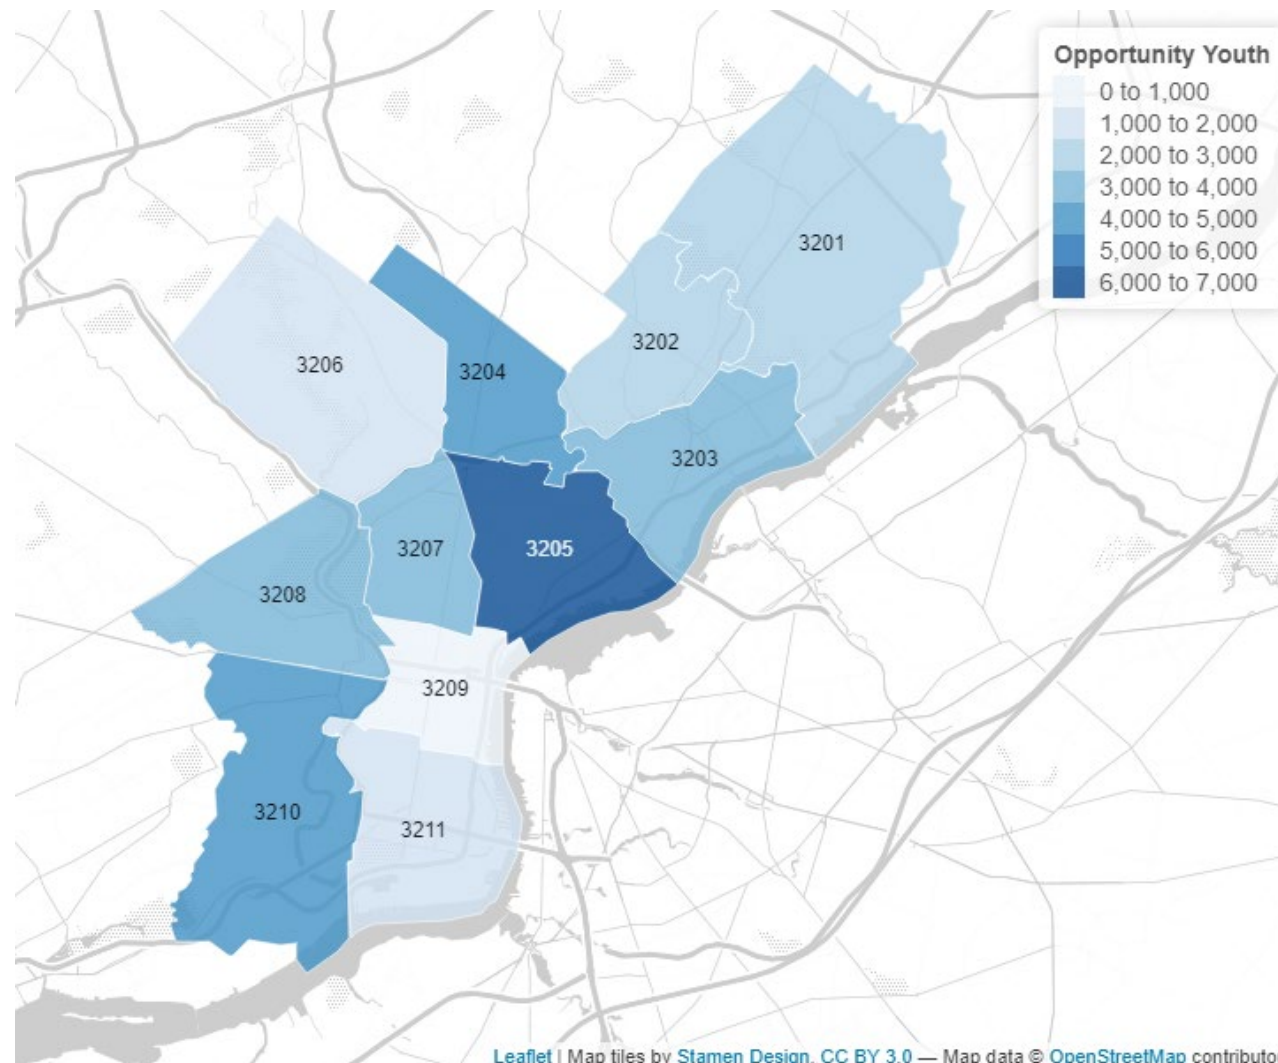 Opportunity Youth
0 to 1,000
1,000 to 2,000
2,000 to 3,000
3,000 to 4,000
4,000 to 5,000
5,000 to 6,000
6,000 to 7,000
3201
3202
3206
3204
3203
3207
3205
3208
3209
3210
3211
Leaflet | Map tiles by Stamen Design, CC BY 3.0 — Map data © OpenStreetMap contribute